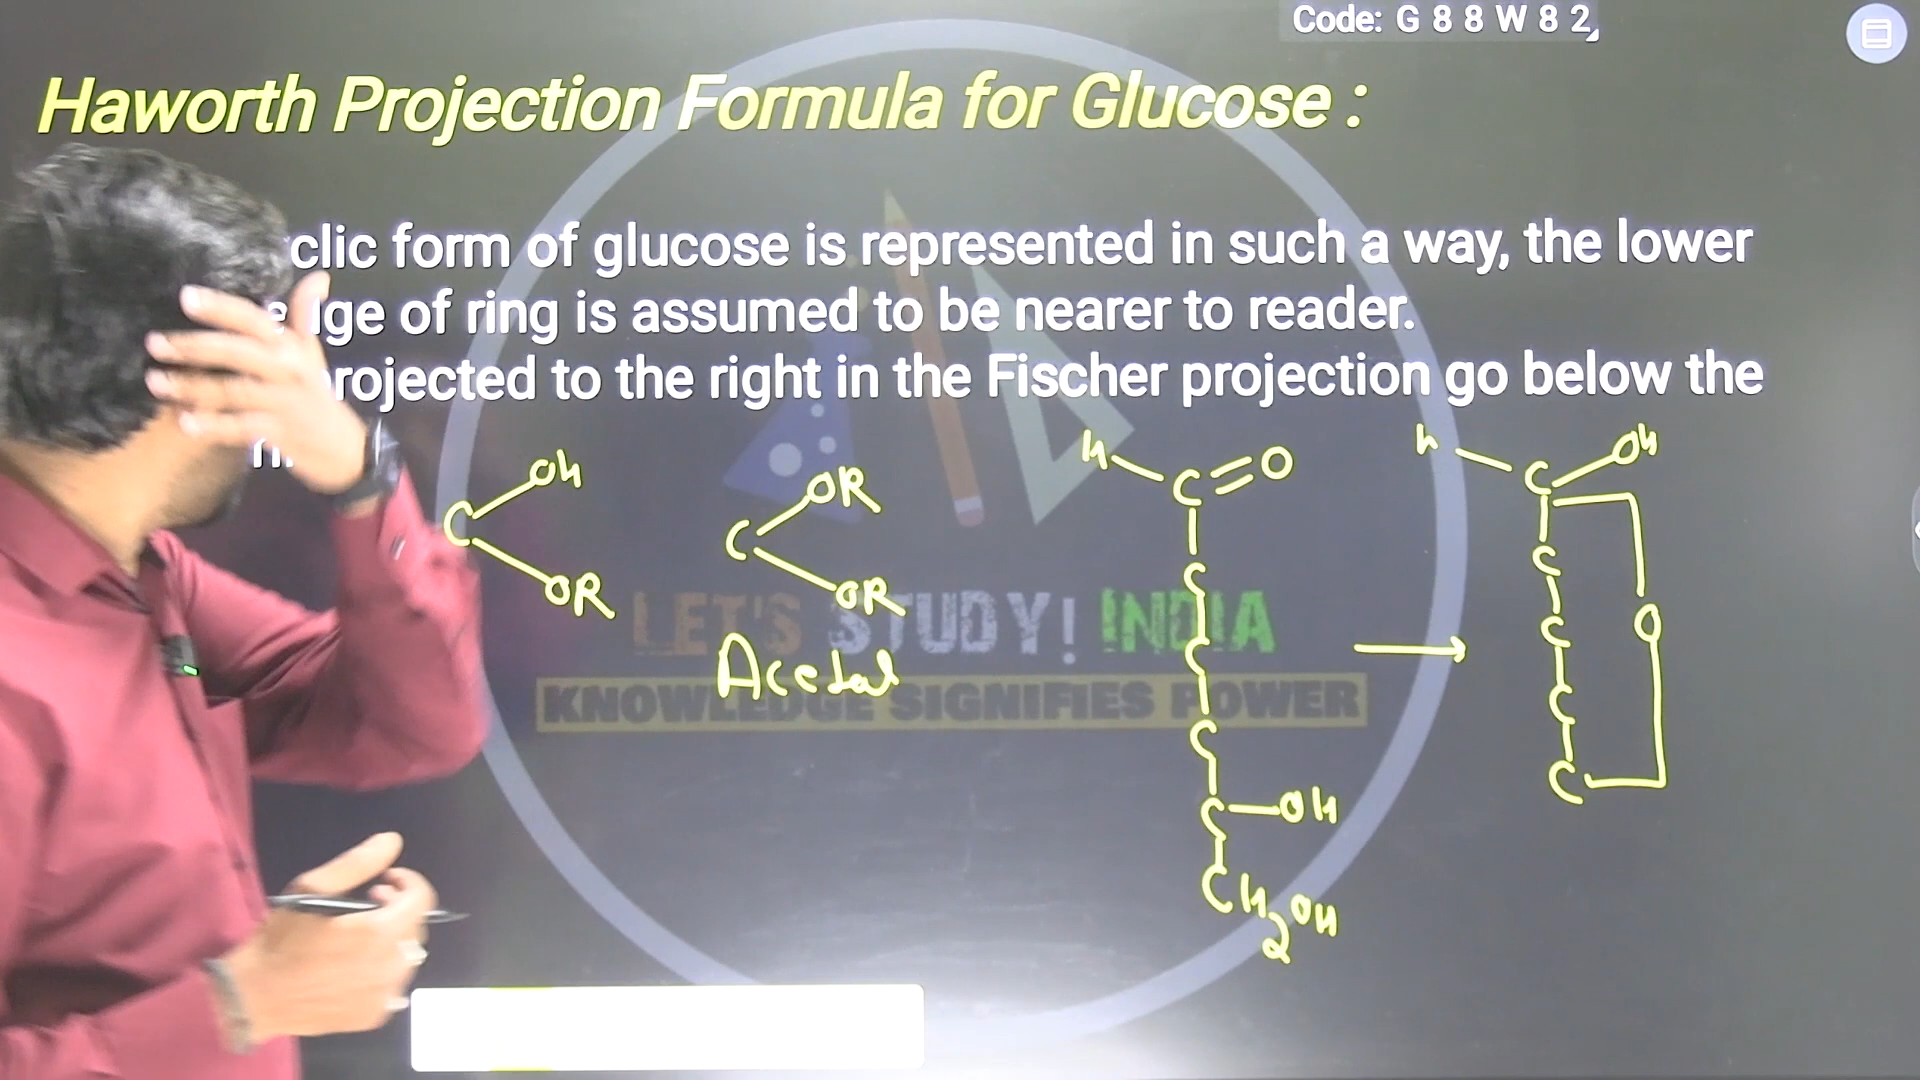 Code: G 8 8 W 8 2
Haworth Projection Formula for Glucose :
clic form of glucose is represented in such a way, the lower
ge of ring is assumed to be nearer to reader.
rojected to the right in the Fischer projection go below the
OH
C
OR
OR
C
OR
Acetal
H
C=O
C
C
C
C-OH
CH2OH
h
OH
C
C
C
O
C
C
LET'S STUDY! INDIA
KNOWLEDGE SIGNIFIES POWER